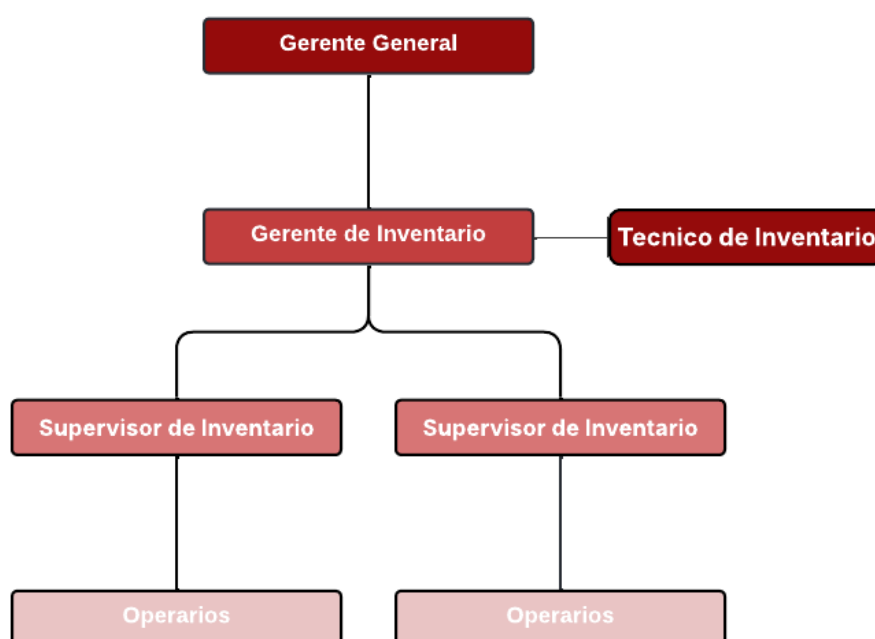 Gerente General
Gerente de Inventario
Tecnico de Inventario
Supervisor de Inventario
Supervisor de Inventario
Operarios
Operarios